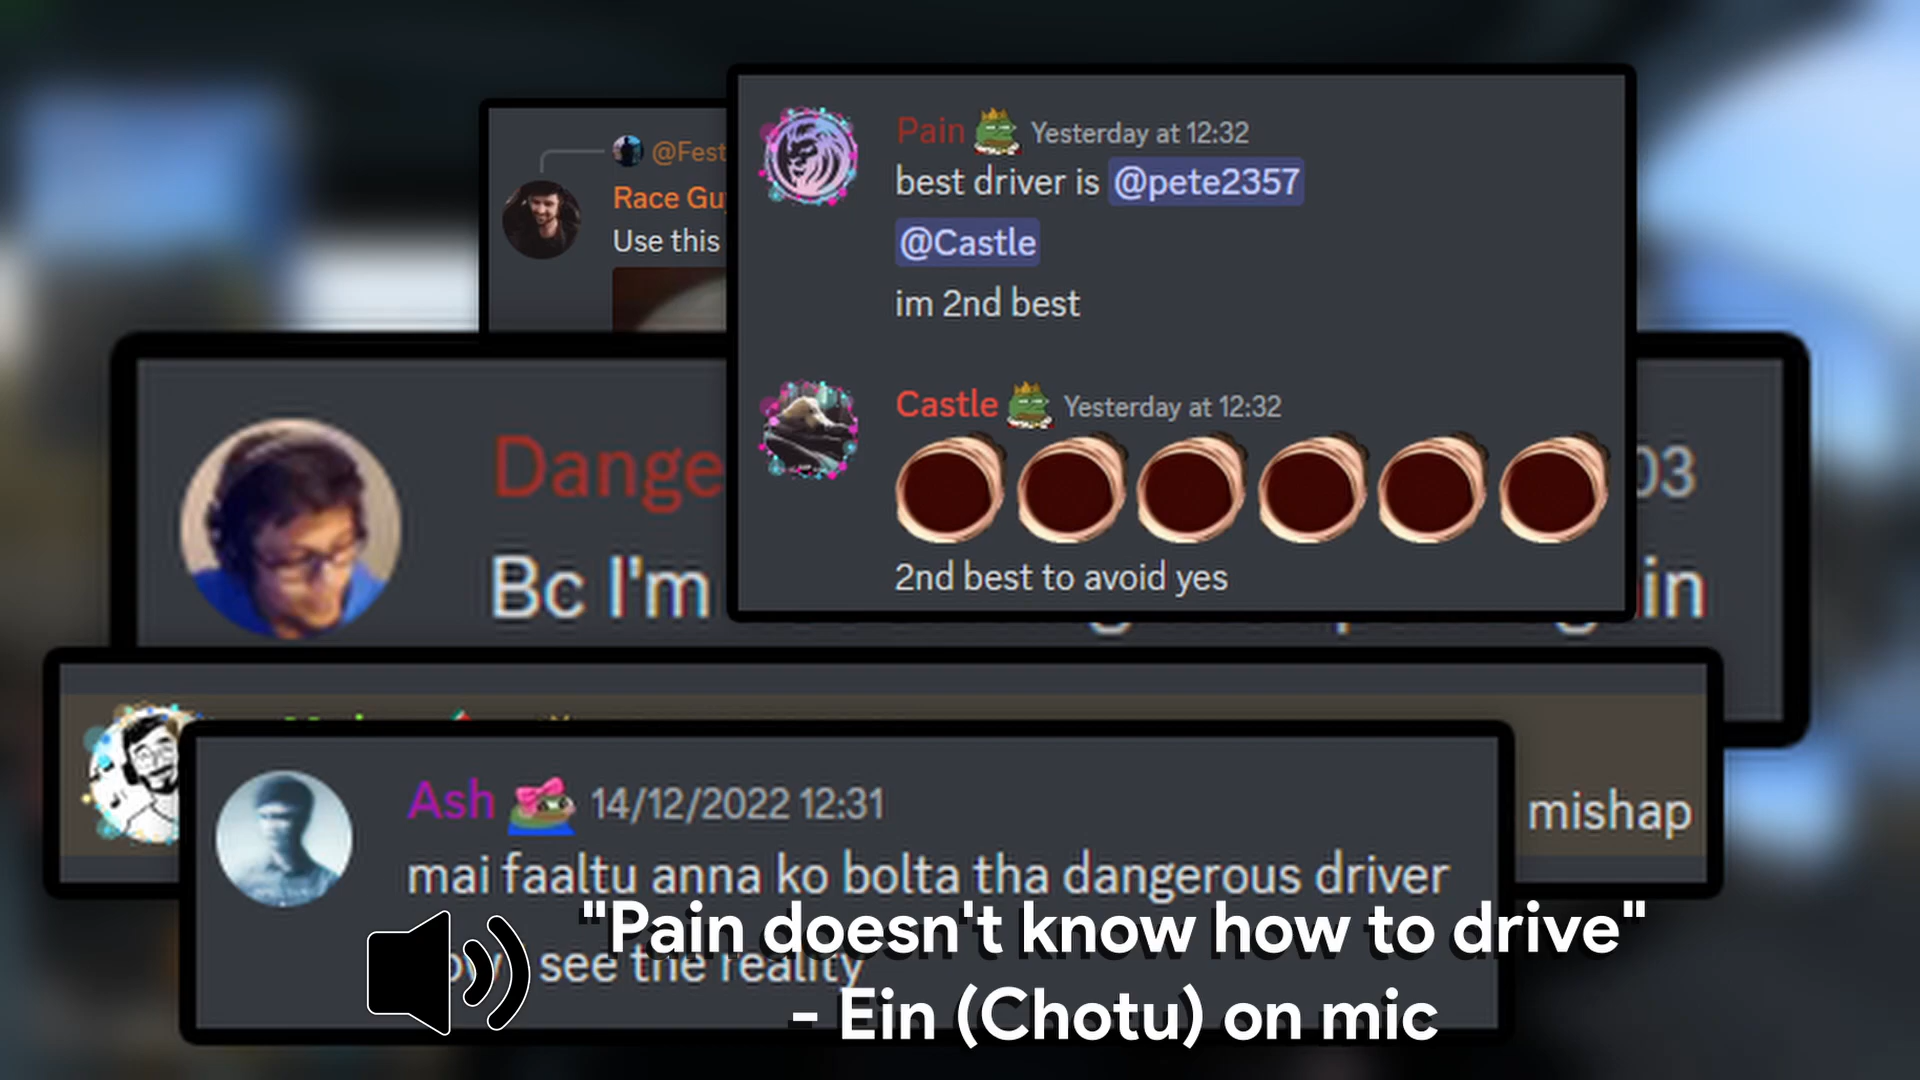 @Fest
Race Gu
Use this
Pain Yesterday at 12:32
best driver is @pete2357
@Castle
im 2nd best
Castle Yesterday at 12:32
2nd best to avoid yes
Dange 03
Bc I'm in
mishap
Ash 14/12/2022 12:31
mai faaltu anna ko bolta tha dangerous driver
see the reality
"Pain doesn't know how to drive"
- Ein (Chotu) on mic